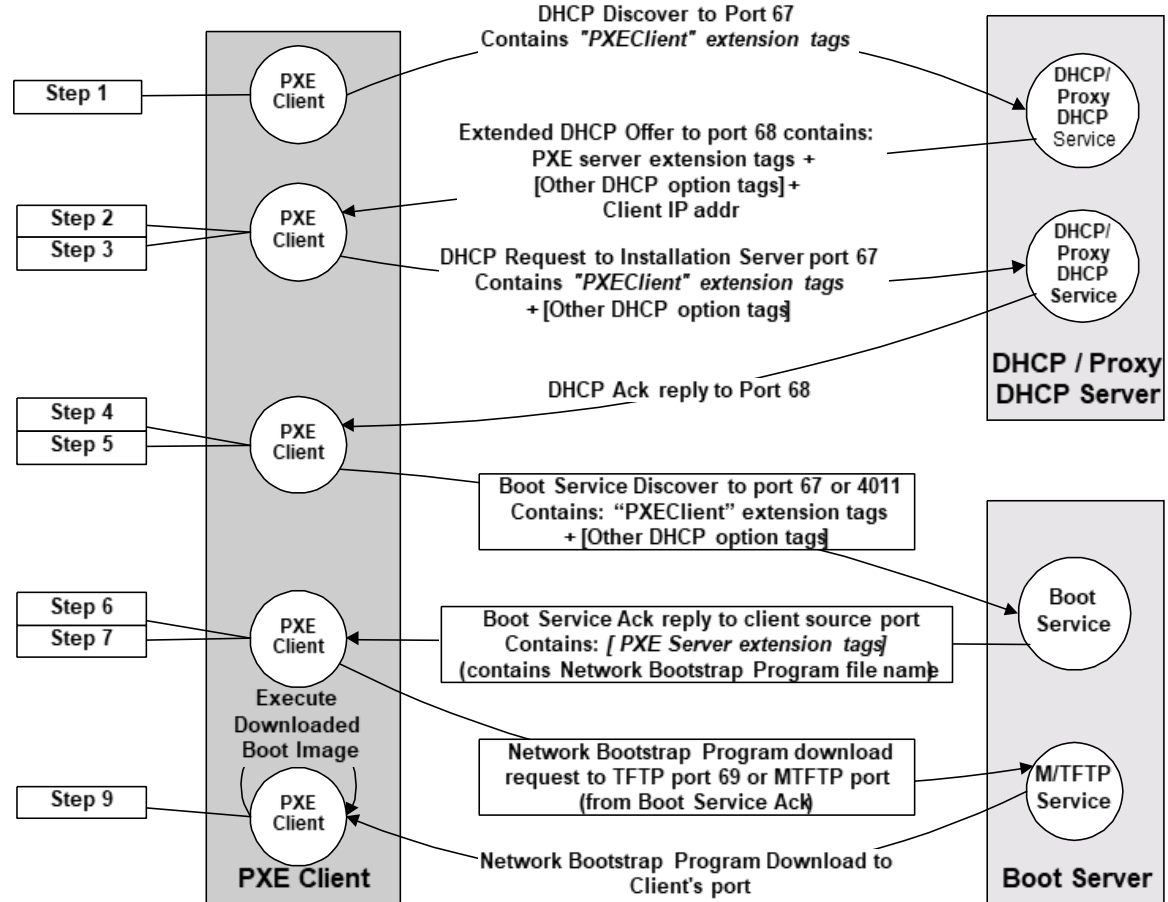 DHCP Discover to Port 67
Contains "PXEClient" extension tags
Step 1
PXE
Client
DHCP/
Proxy
DHCP
Service
Extended DHCP Offer to port 68 contains:
PXE server extension tags +
[Other DHCP option tags] +
Client IP addr
Step 2
Step 3
PXE
Client
DHCP/
Proxy
DHCP
Service
DHCP Request to Installation Server port 67
Contains "PXEClient" extension tags
+ [Other DHCP option tags]
DHCP / Proxy
DHCP Server
DHCP Ack reply to Port 68
Step 4
Step 5
PXE
Client
Boot Service Discover to port 67 or 4011
Contains: “PXEClient” extension tags
+ [Other DHCP option tags]
Step 6
Step 7
PXE
Client
Boot Service Ack reply to client source port
Contains: [ PXE Server extension tags]
(contains Network Bootstrap Program file name)
Boot
Service
Execute
Downloaded
Boot Image
Network Bootstrap Program download
request to TFTP port 69 or MTFTP port
(from Boot Service Ack)
M/TFTP
Service
Step 9
PXE
Client
Network Bootstrap Program Download to
Client's port
PXE Client
Boot Server